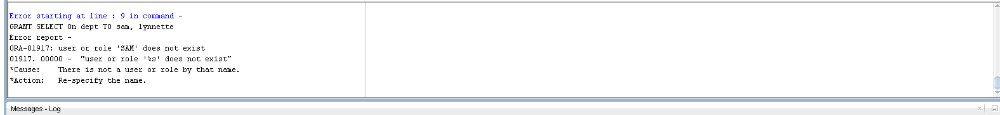 Error starting at line : 9 in command -
GRANT SELECT On dept TO sam, lynnette
Error report -
ORA-01917: user or role 'SAM' does not exist
01917. 00000 -  "user or role '%s' does not exist"
*Cause:    There is not a user or role by that name.
*Action:   Re-specify the name.
Messages - Log